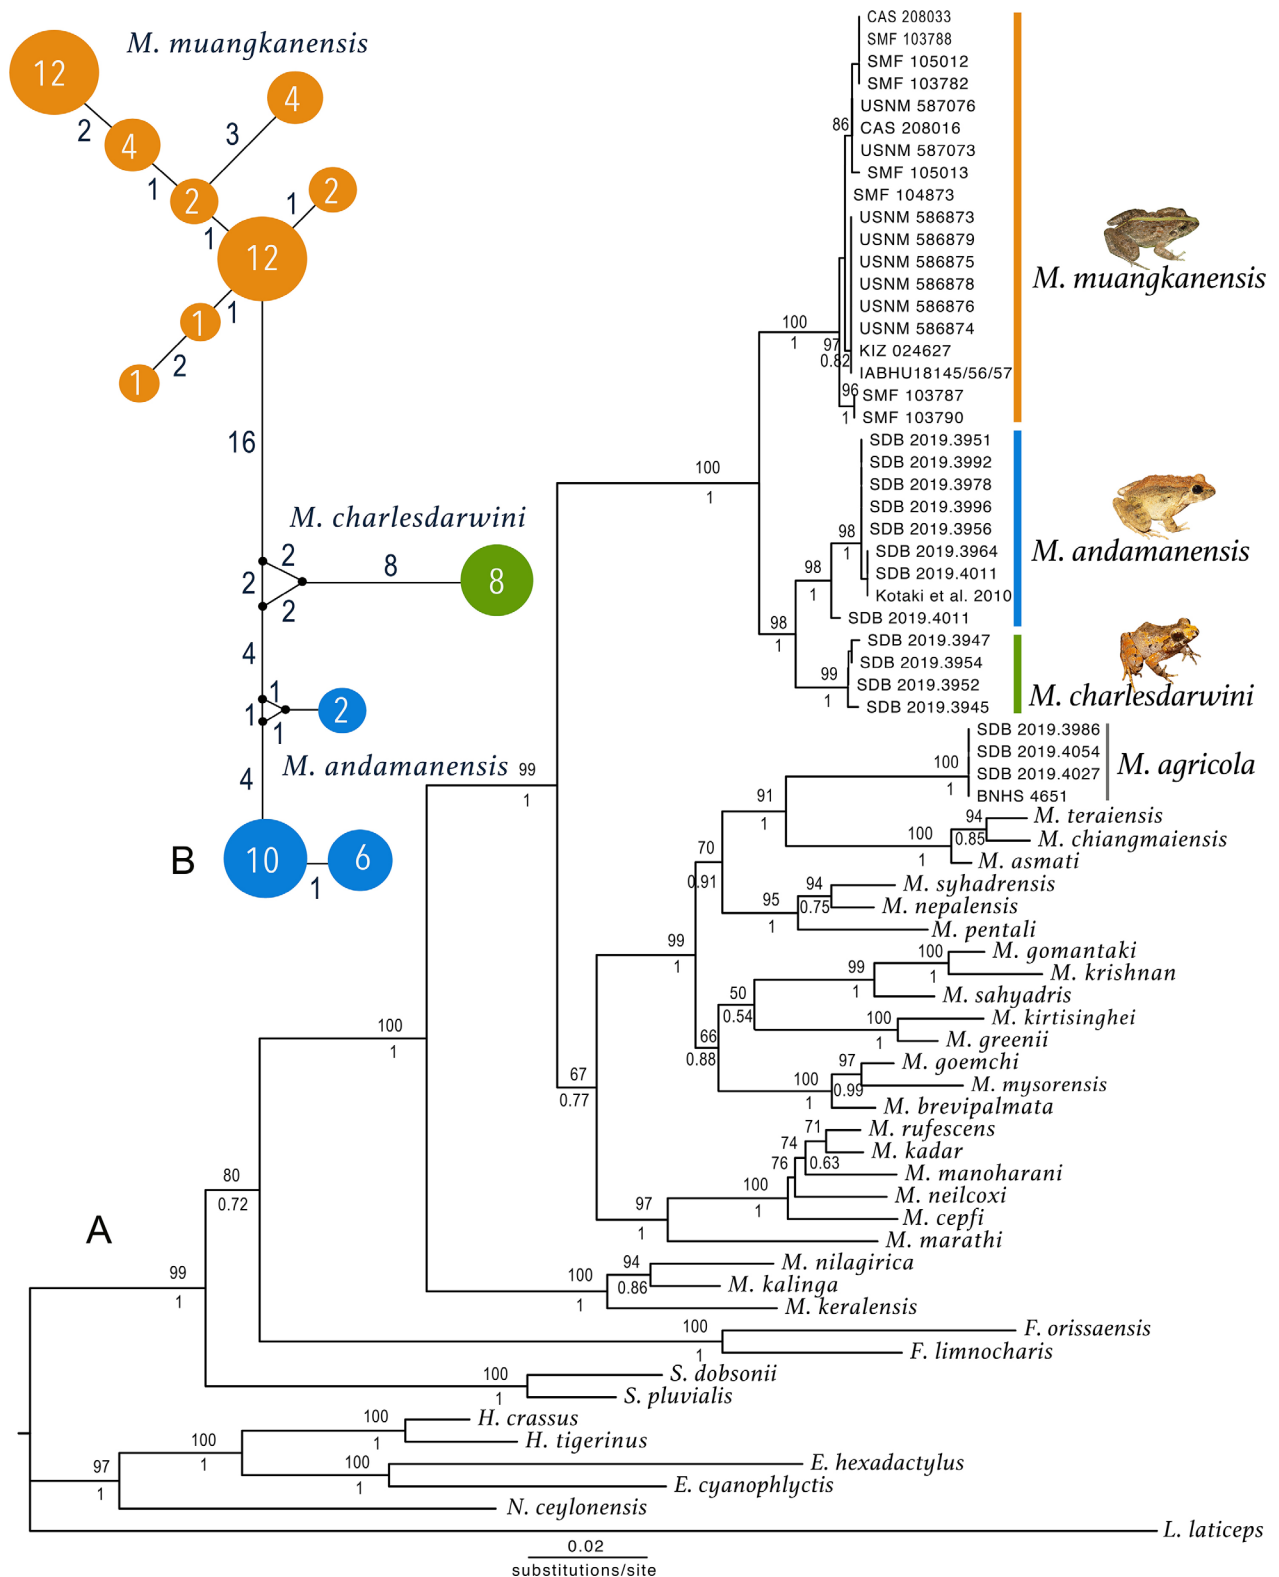 M. muangkanensis
12
4
2
4
3
1
2
2
1
1
12
1
1
2
1
16
M. charlesdarwini
2
2
8
8
2
4
1
1
2
1
M. andamanensis
4
B
10
6
1
CAS 208033
SMF 103788
SMF 105012
SMF 103782
USNM 587076
86
CAS 208016
USNM 587073
SMF 105013
SMF 104873
USNM 586873
USNM 586879
USNM 586875
M. muangkanensis
USNM 586878
USNM 586876
100
USNM 586874
1
97
KIZ 024627
0.82
IABHU18145/56/57
96
SMF 103787
1
SMF 103790
SDB 2019.3951
SDB 2019.3992
100
1
SDB 2019.3978
SDB 2019.3996
98
SDB 2019.3956
1
SDB 2019.3964
M. andamanensis
98
SDB 2019.4011
1
Kotaki et al. 2010
98
SDB 2019.4011
1
SDB 2019.3947
SDB 2019.3954
99
SDB 2019.3952
1
M. charlesdarwini
SDB 2019.3945
SDB 2019.3986
SDB 2019.4054
99
1
100
SDB 2019.4027
1
M. agricola
BNHS 4651
91
1
94
M. teraiensis
100
0.85
M. chiangmaiensis
1
M. asmati
70
0.91
94
M. syhadrensis
95
0.75
M. nepalensis
1
M. pentali
99
1
100
M. gomantaki
99
1
M. krishnan
1
M. sahyadris
50
0.54
100
M. kirtisinghei
1
M. greenii
66
0.88
97
M. goemchi
100
0.99
M. mysorensis
1
M. brevipalmata
100
1
67
0.77
71
M. rufescens
74
M. kadar
76
0.63
M. manoharani
100
M. neilcoxi
1
97
M. cepfi
1
M. marathi
80
0.72
A
94
M. nilagirica
100
0.86
M. kalinga
1
M. keralensis
99
1
100
F. orissaensis
1
F. limnocharis
100
S. dobsonii
1
S. pluvialis
100
H. crassus
100
1
H. tigerinus
1
100
E. hexadactylus
97
1
E. cyanophlyctis
1
N. ceylonensis
L. laticeps
0.02
substitutions/site